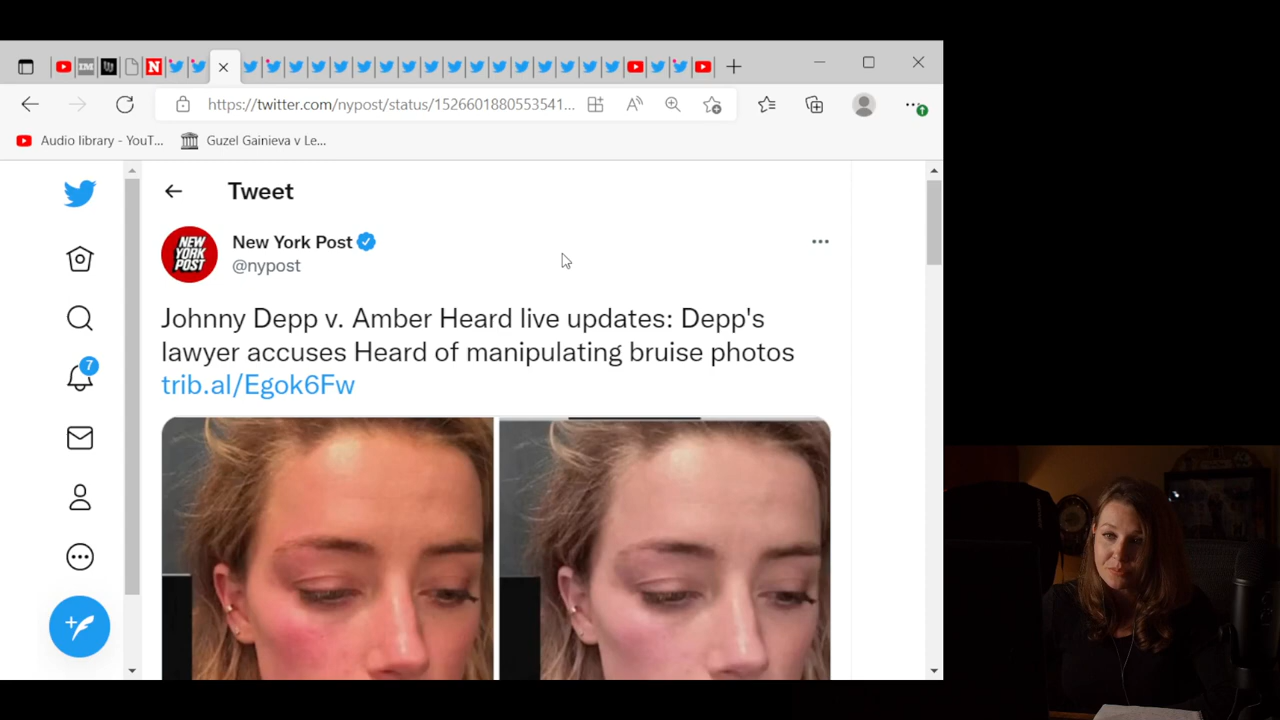 https://twitter.com/nypost/status/1526601880553541...
Audio library - YouT...
Guzel Gainieva v Le...
Tweet
NEW
YORK
POST
New York Post
@nypost
Johnny Depp v. Amber Heard live updates: Depp's
lawyer accuses Heard of manipulating bruise photos
trib.al/Egok6Fw
7